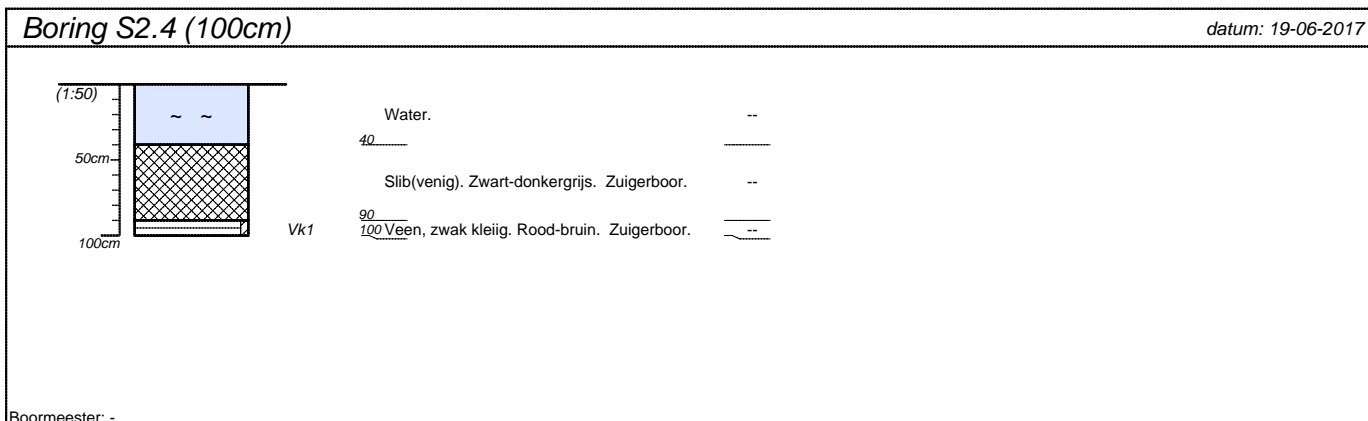 Boring S2.4 (100cm) datum: 19-06-2017
(1:50)
~ ~ Water. --
40
50cm
Slib(venig). Zwart-donkergrijs. Zuigerboor. --
90
Vk1 100 Veen, zwak kleiig. Rood-bruin. Zuigerboor. --
100cm
Boormeester: -